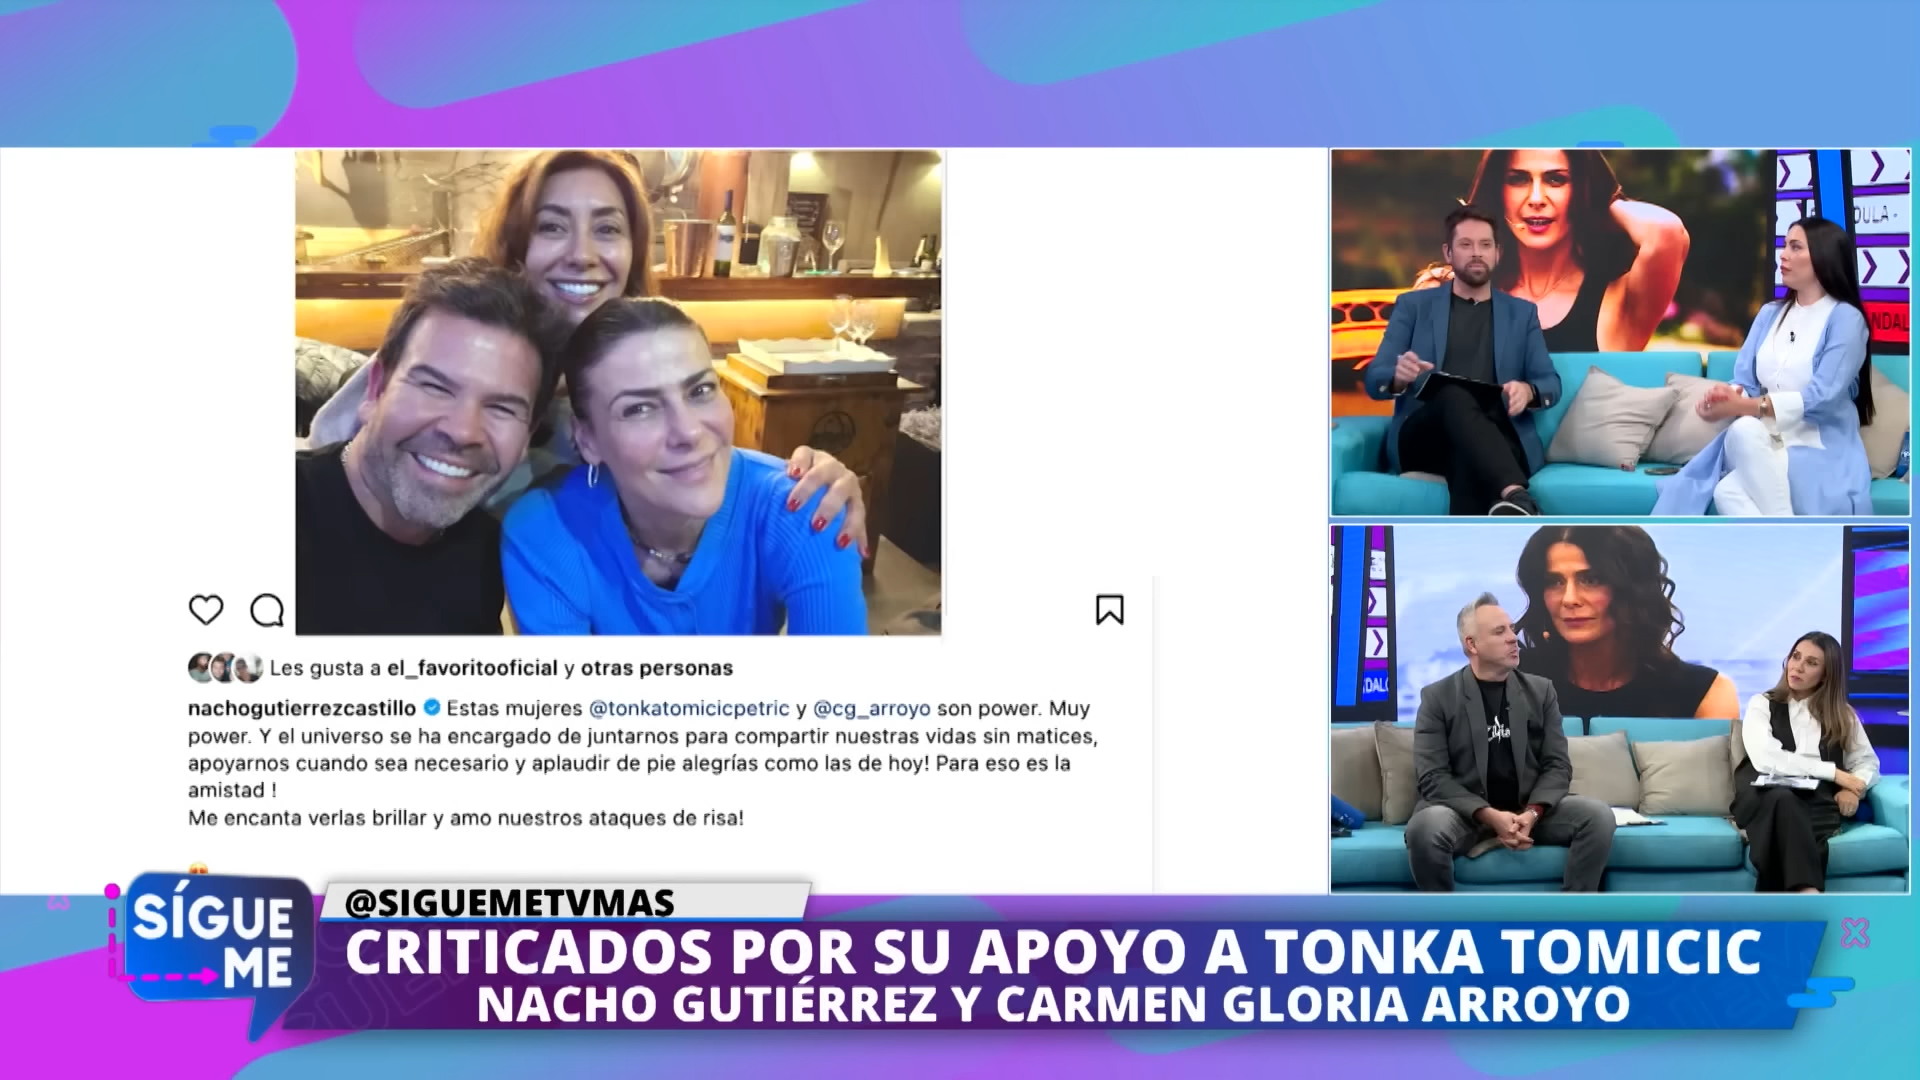 Les gusta a el_favoritooficial y otras personas
nachogutierrezcastillo Estas mujeres @tonkatomicicpetric y @cg_arroyo son power. Muy
power. Y el universo se ha encargado de juntarnos para compartir nuestras vidas sin matices,
apoyarnos cuando sea necesario y aplaudir de pie alegrías como las de hoy! Para eso es la
amistad !
Me encanta verlas brillar y amo nuestros ataques de risa!
DULA -
NDAL
SÍGUE
ME
@SIGUEMETVMAS
CRITICADOS POR SU APOYO A TONKA TOMICIC
NACHO GUTIÉRREZ Y CARMEN GLORIA ARROYO